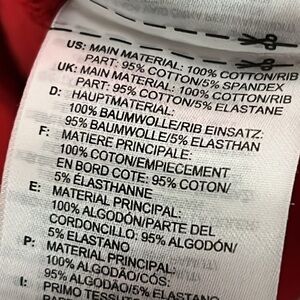 US: MAIN MATERIAL: 100% COTTON/RIB
PART: 95% COTTON/5% SPANDEX
UK: MAIN MATERIAL: 100% COTTON/RIB
PART: 95% COTTON/5% ELASTANE
D: HAUPTMATERIAL:
100% BAUMWOLLE/RIB EINSATZ:
95% BAUMWOLLE/5% ELASTHAN
F: MATIERE PRINCIPALE:
100% COTON/EMPIECEMENT
EN BORD COTE: 95% COTON/
5% ÉLASTHANNE
E: MATERIAL PRINCIPAL:
100% ALGODÓN/PARTE DEL
CORDONCILLO: 95% ALGODÓN/
5% ELASTANO
P: MATERIAL PRINCIPAL:
100% ALGODÃO/CÓS:
95% ALGODÃO/5% ELASTANO
I: PRIMO TESSUTO